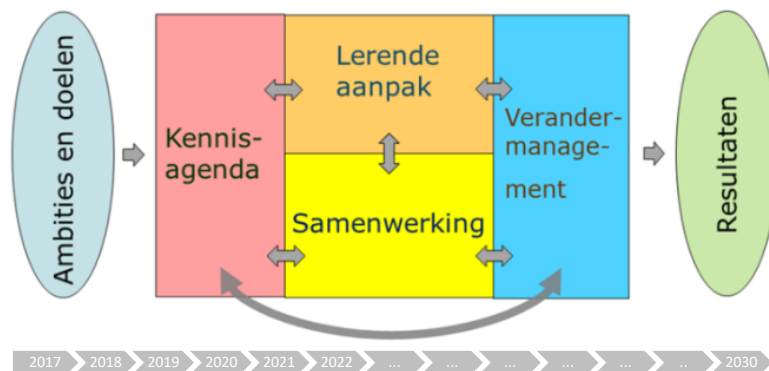 Ambities en doelen
Kennis-
agenda
Lerende
aanpak
Samenwerking
Verander-
manage-
ment
Resultaten
2017 2018 2019 2020 2021 2022 ... ... ... ... ... .. 2030